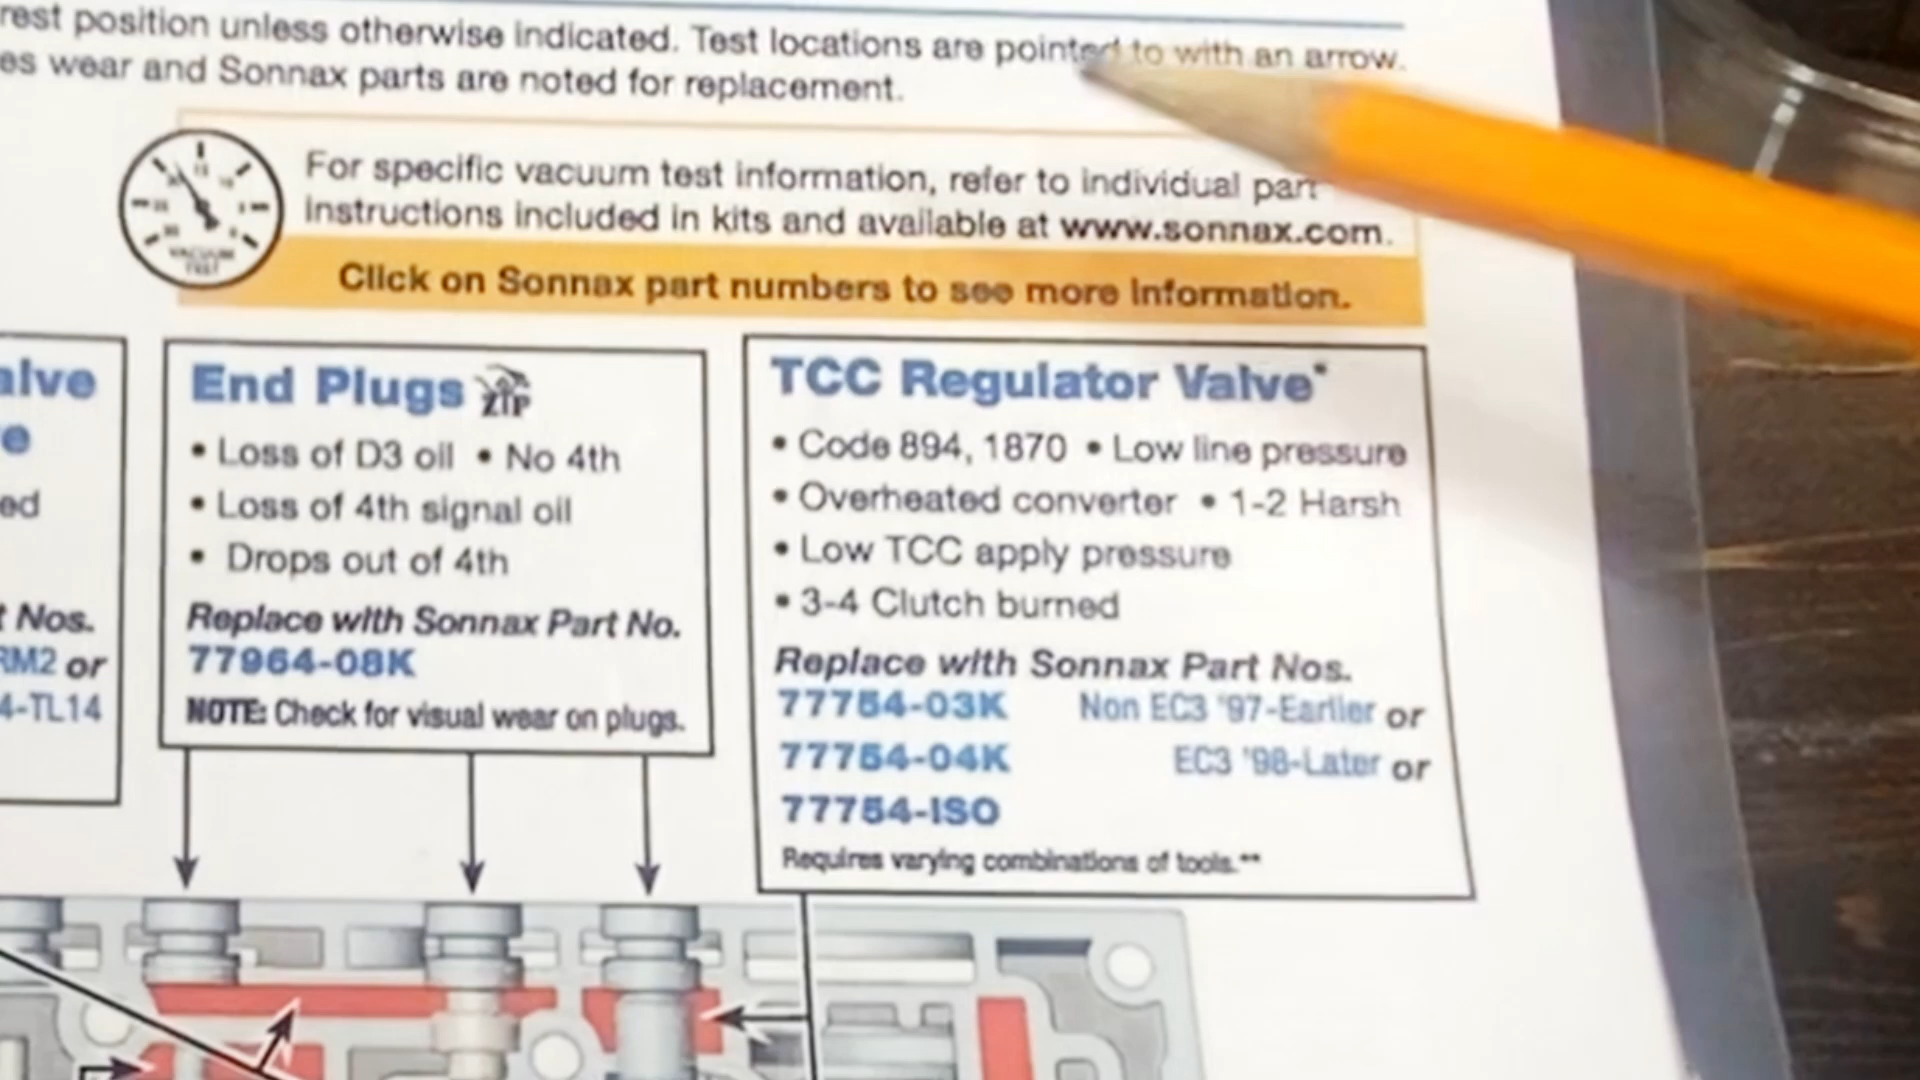 rest position unless otherwise indicated. Test locations are pointed to with an arrow.
es wear and Sonnax parts are noted for replacement.
For specific vacuum test information, refer to individual part
instructions included in kits and available at www.sonnax.com.
VACUUM
TEST
Click on Sonnax part numbers to see more information.
alve
e
ed
t Nos.
RM2 or
4-TL14
End Plugs ZIP
• Loss of D3 oil • No 4th
• Loss of 4th signal oil
• Drops out of 4th
Replace with Sonnax Part No.
77964-08K
NOTE: Check for visual wear on plugs.
TCC Regulator Valve*
• Code 894, 1870 • Low line pressure
• Overheated converter • 1-2 Harsh
• Low TCC apply pressure
• 3-4 Clutch burned
Replace with Sonnax Part Nos.
77754-03K Non EC3 '97-Earlier or
77754-04K EC3 '98-Later or
77754-ISO
Requires varying combinations of tools.**